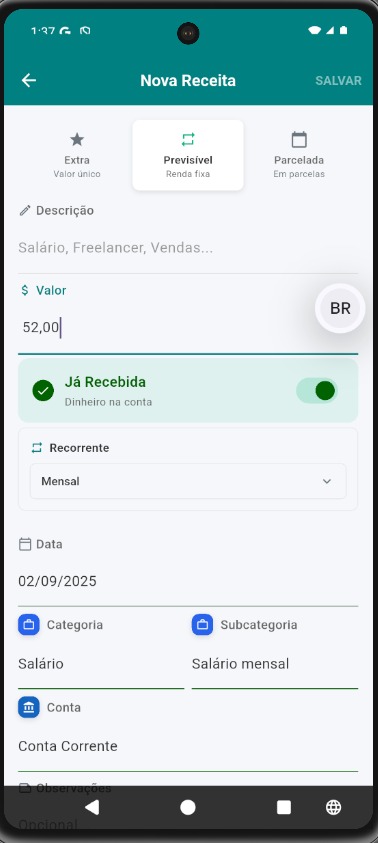 1:37
Nova Receita
SALVAR
Extra
Valor único
Previsível
Renda fixa
Parcelada
Em parcelas
Descrição
Salário, Freelancer, Vendas...
$ Valor
BR
52,00
Já Recebida
Dinheiro na conta
Recorrente
Mensal
Data
02/09/2025
Categoria
Subcategoria
Salário
Salário mensal
Conta
Conta Corrente
Observações
Opcional